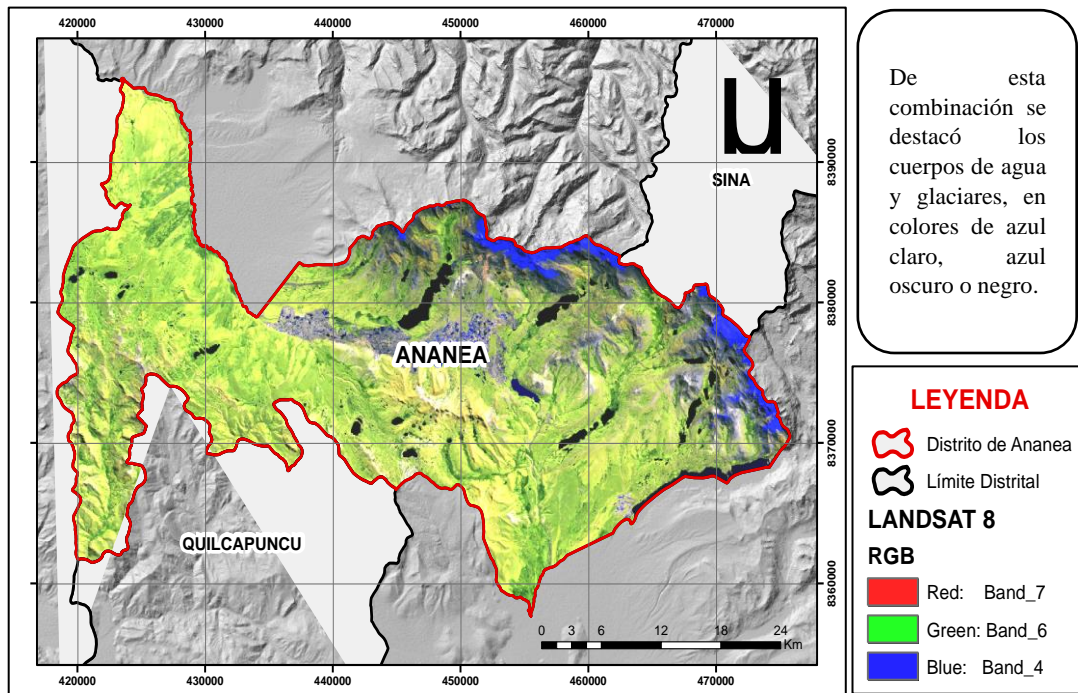 420000 430000 440000 450000 460000 470000
u
SINA
ANANEA
QUILCAPUNCU
8390000
8380000
8370000
8360000
0 3 6 12 18 24
Km
420000 430000 440000 450000 460000 470000
De esta
combinación se
destacó los
cuerpos de agua
y glaciares, en
colores de azul
claro, azul
oscuro o negro.
LEYENDA
Distrito de Ananea
Límite Distrital
LANDSAT 8
RGB
Red: Band_7
Green: Band_6
Blue: Band_4